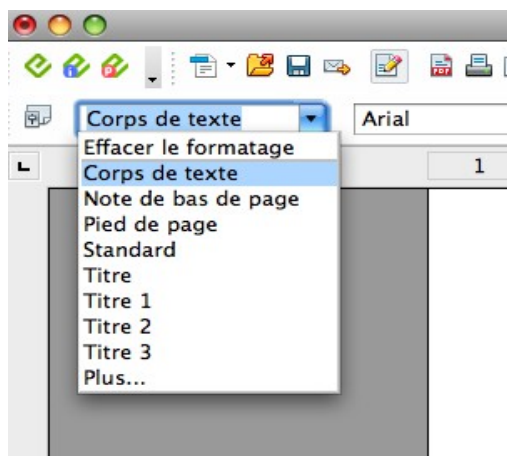 Corps de texte
Arial
Effacer le formatage
1
Corps de texte
Note de bas de page
Pied de page
Standard
Titre
Titre 1
Titre 2
Titre 3
Plus...